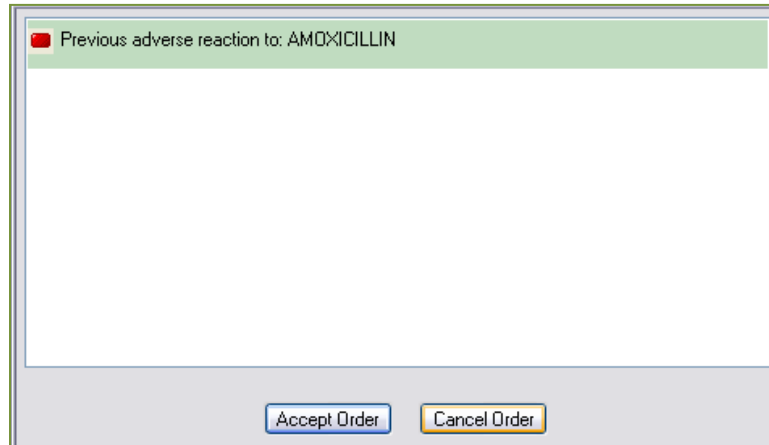 Previous adverse reaction to: AMOXICILLIN
Accept Order
Cancel Order